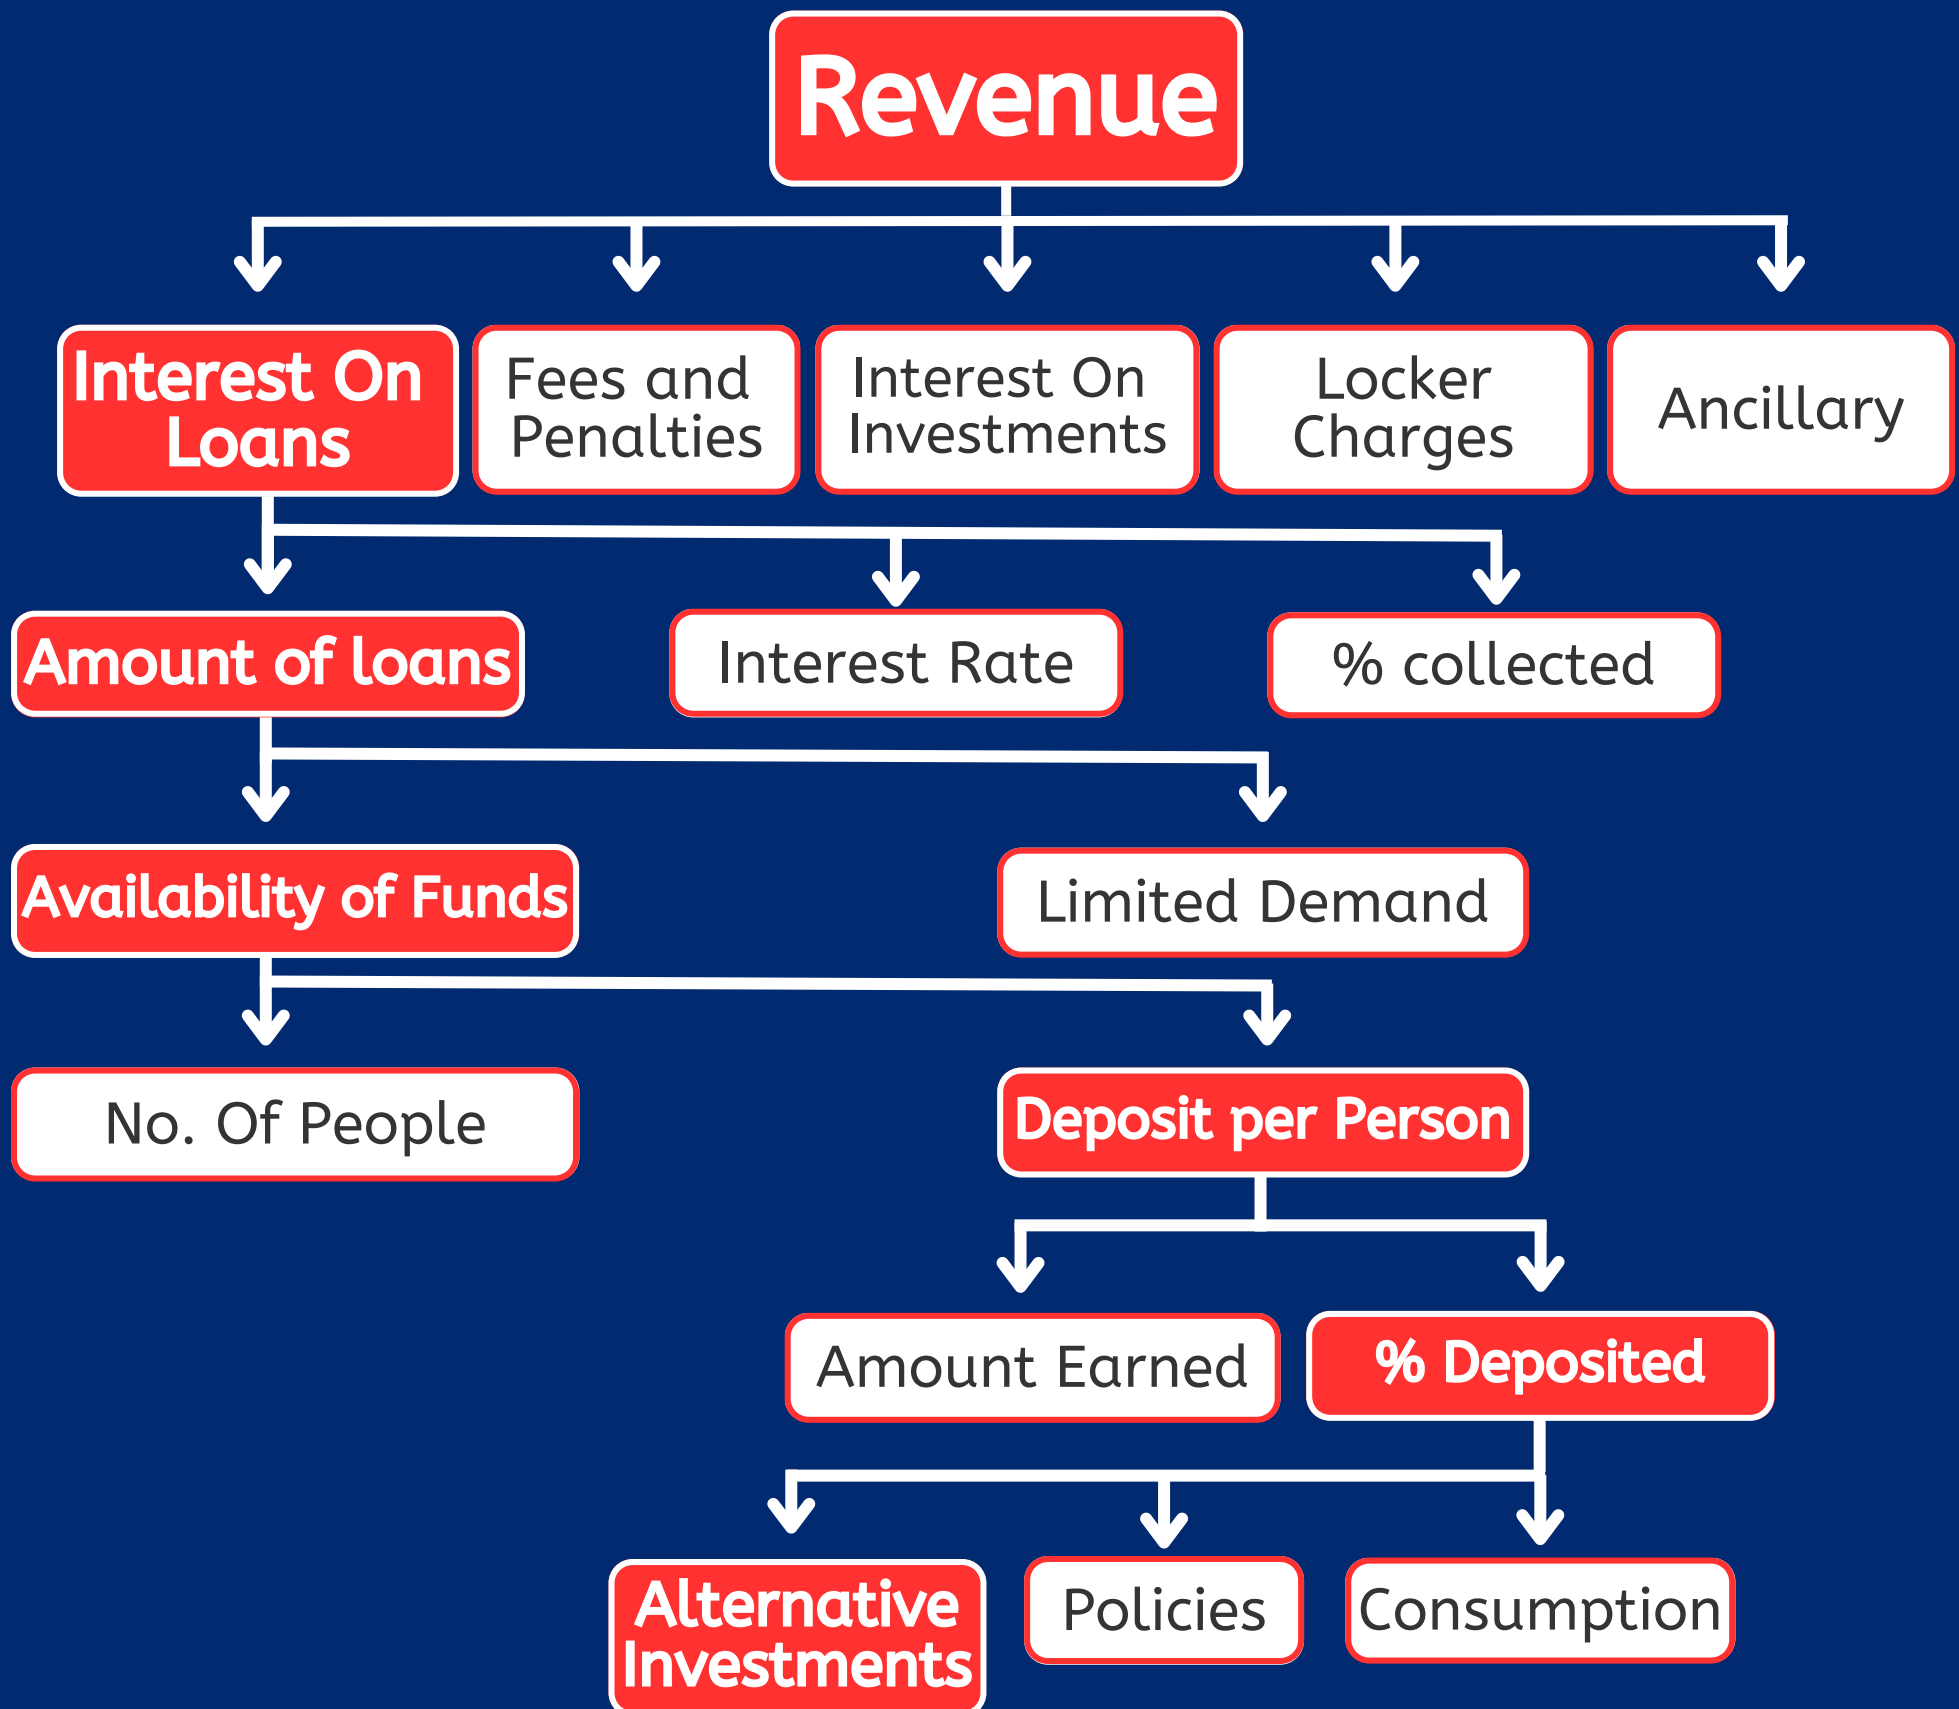 Revenue
Interest On
Loans
Fees and
Penalties
Interest On
Investments
Locker
Charges
Ancillary
Amount of loans
Interest Rate
% collected
Availability of Funds
Limited Demand
No. Of People
Deposit per Person
Amount Earned
% Deposited
Alternative
Investments
Policies
Consumption